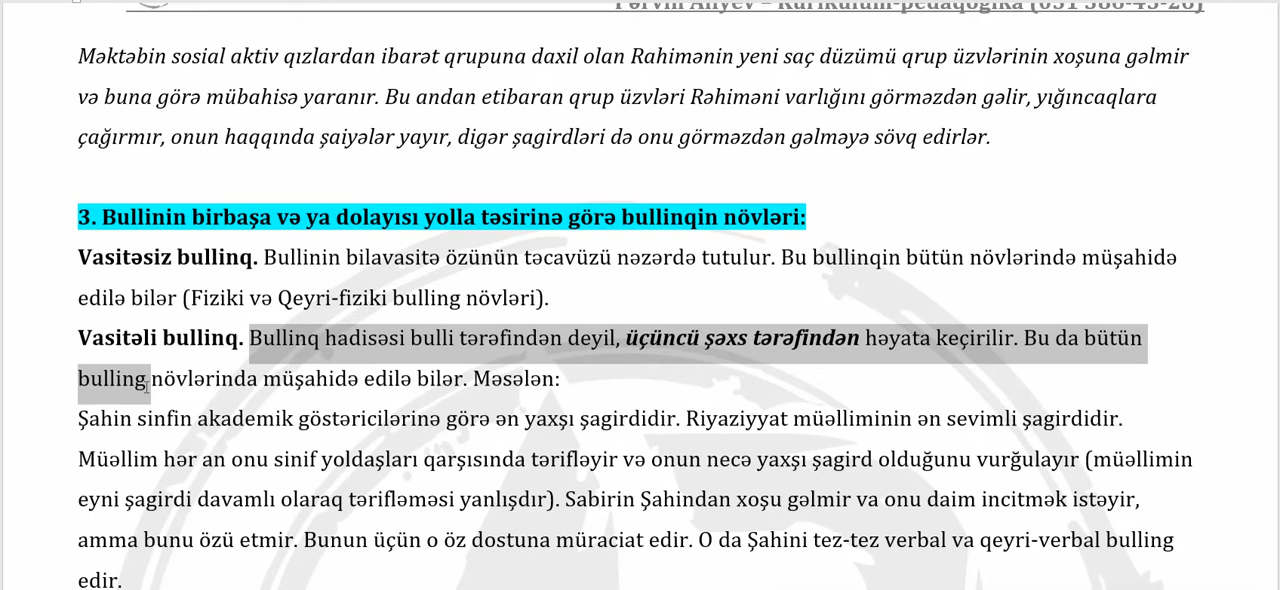 Pərvin Əliyev – Kurikulum-pedaqogika
Məktəbin sosial aktiv qızlardan ibarət qrupuna daxil olan Rahimənin yeni saç düzümü qrup üzvlərinin xoşuna gəlmir
və buna görə mübahisə yaranır. Bu andan etibaran qrup üzvləri Rəhiməni varlığını görməzdən gəlir, yığıncaqlara
çağırmır, onun haqqında şaiyələr yayır, digər şagirdləri də onu görməzdən gəlməyə sövq edirlər.
3. Bullinin birbaşa və ya dolayısı yolla təsirinə görə bullinqin növləri:
Vasitəsiz bullinq. Bullinin bilavasitə özünün təcavüzü nəzərdə tutulur. Bu bullinqin bütün növlərində müşahidə
edilə bilər (Fiziki və Qeyri-fiziki bulling növləri).
Vasitəli bullinq. Bullinq hadisəsi bulli tərəfindən deyil, üçüncü şəxs tərəfindən həyata keçirilir. Bu da bütün
bulling növlərində müşahidə edilə bilər. Məsələn:
Şahin sinfin akademik göstəricilərinə görə ən yaxşı şagirdidir. Riyaziyyat müəlliminin ən sevimli şagirdidir.
Müəllim hər an onu sinif yoldaşları qarşısında tərifləyir və onun necə yaxşı şagird olduğunu vurğulayır (müəllimin
eyni şagirdi davamlı olaraq tərifləməsi yanlışdır). Sabirin Şahindan xoşu gəlmir va onu daim incitmək istəyir,
amma bunu özü etmir. Bunun üçün o öz dostuna müraciat edir. O da Şahini tez-tez verbal va qeyri-verbal bulling
edir.